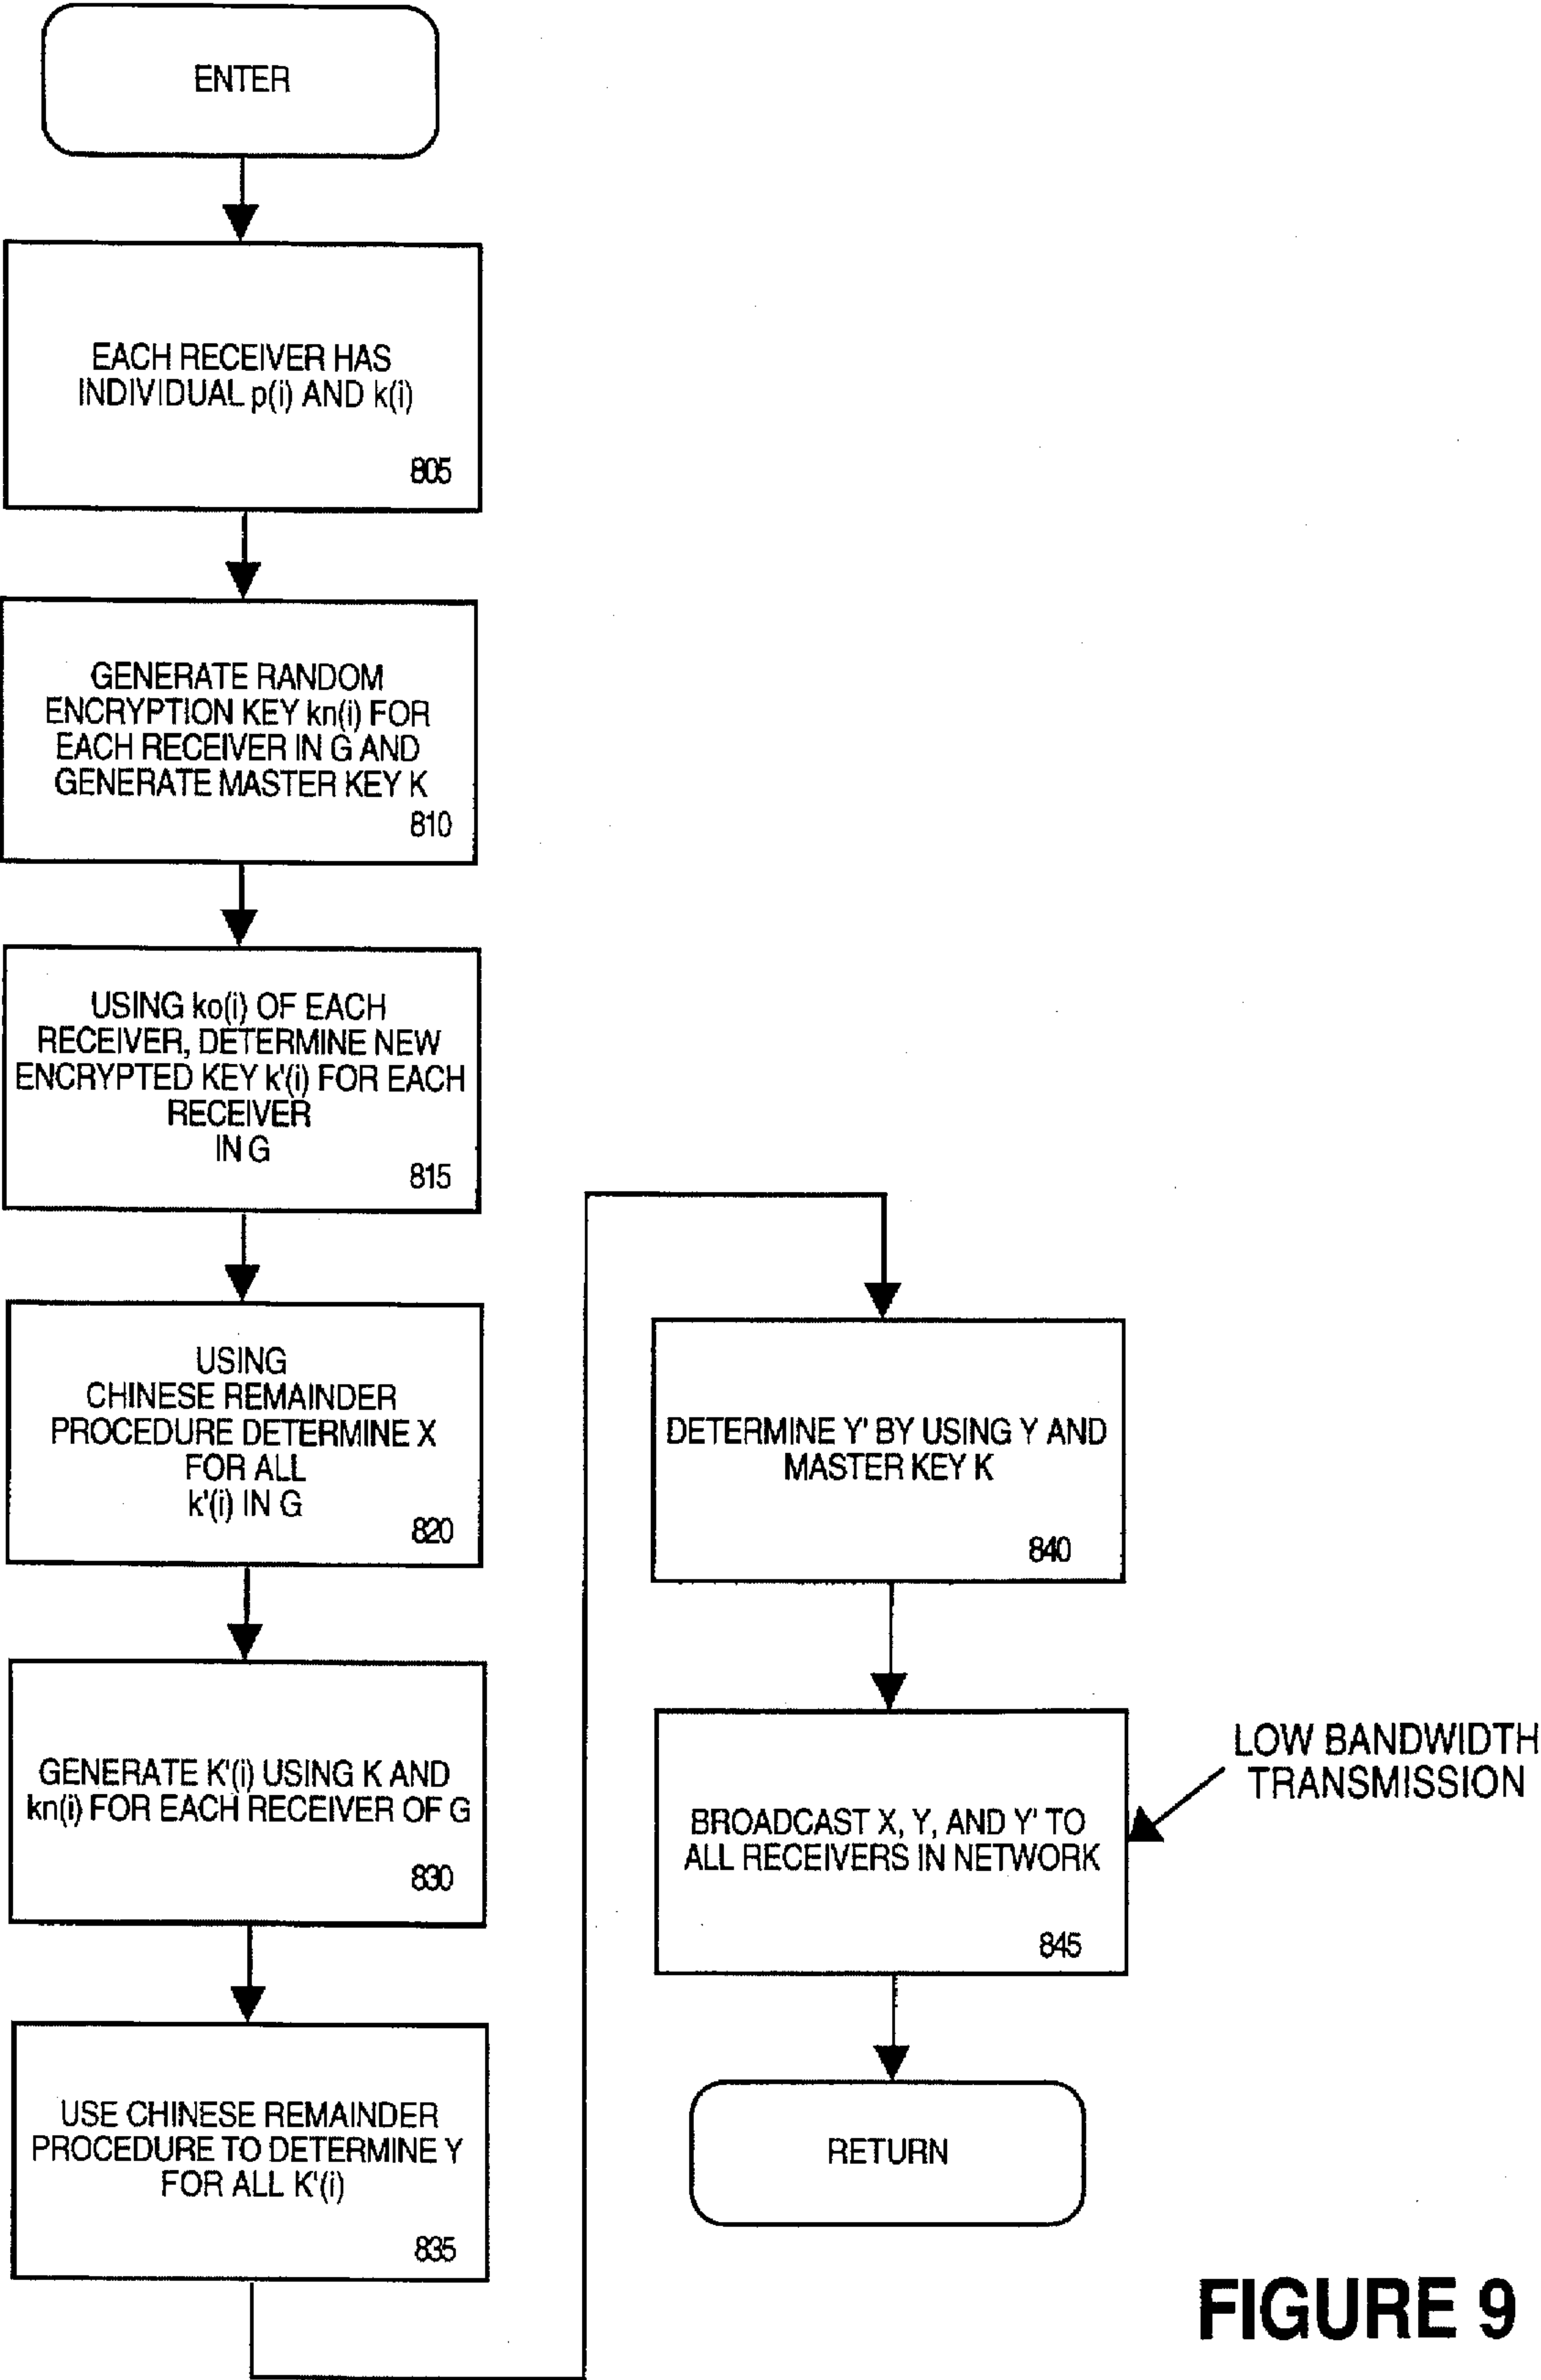 ENTER
EACH RECEIVER HAS
INDIVIDUAL p(i) AND k(i)
805
GENERATE RANDOM
ENCRYPTION KEY kn(i) FOR
EACH RECEIVER IN G AND
GENERATE MASTER KEY K
810
USING ko(i) OF EACH
RECEIVER, DETERMINE NEW
ENCRYPTED KEY k'(i) FOR EACH
RECEIVER
IN G
815
USING
CHINESE REMAINDER
PROCEDURE DETERMINE X
FOR ALL
k'(i) IN G
820
GENERATE K'(i) USING K AND
kn(i) FOR EACH RECEIVER OF G
830
USE CHINESE REMAINDER
PROCEDURE TO DETERMINE Y
FOR ALL K'(i)
835
DETERMINE Y' BY USING Y AND
MASTER KEY K
840
BROADCAST X, Y, AND Y' TO
ALL RECEIVERS IN NETWORK
845
LOW BANDWIDTH
TRANSMISSION
RETURN
FIGURE 9